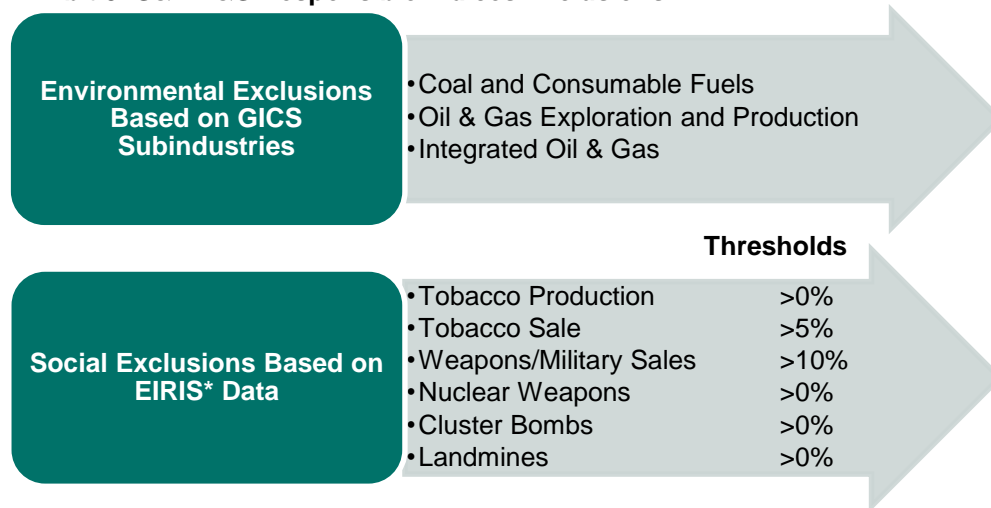 Environmental Exclusions
Based on GICS
Subindustries
•Coal and Consumable Fuels
•Oil & Gas Exploration and Production
•Integrated Oil & Gas
Thresholds
Social Exclusions Based on
EIRIS* Data
•Tobacco Production >0%
•Tobacco Sale >5%
•Weapons/Military Sales >10%
•Nuclear Weapons >0%
•Cluster Bombs >0%
•Landmines >0%